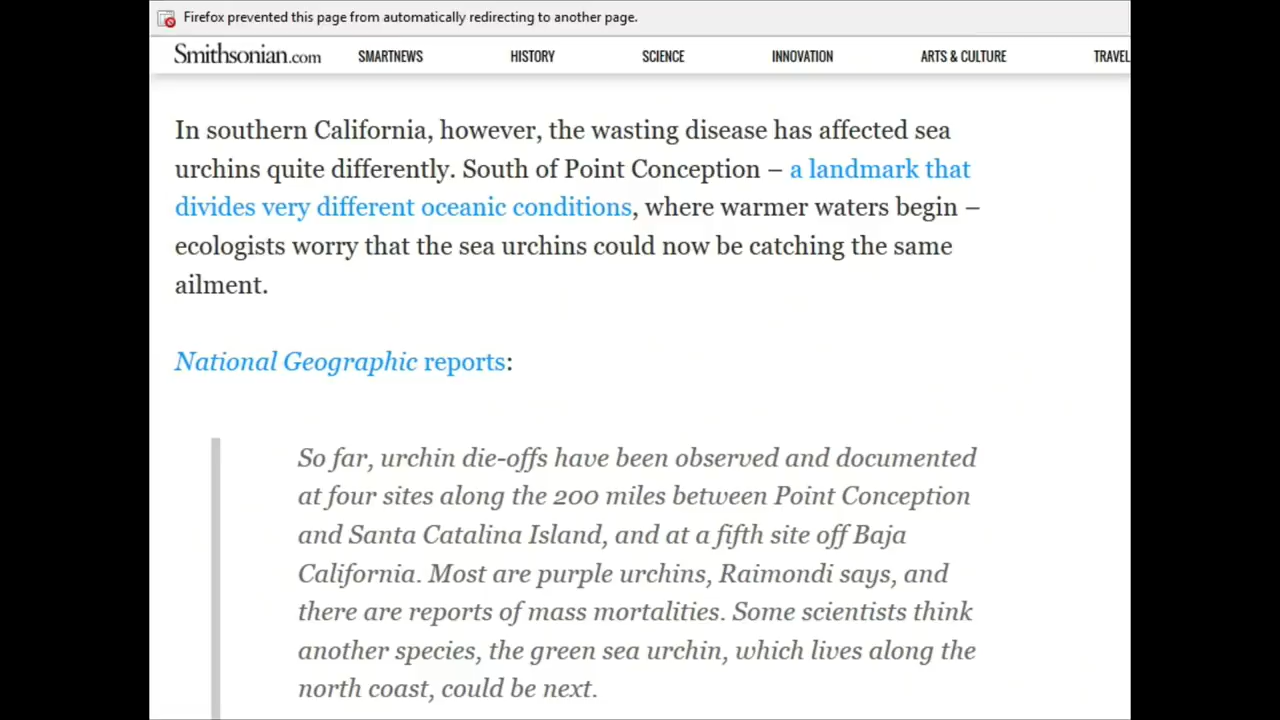 Firefox prevented this page from automatically redirecting to another page.
Smithsonian.com SMARTNEWS HISTORY SCIENCE INNOVATION ARTS & CULTURE TRAVEL
In southern California, however, the wasting disease has affected sea
urchins quite differently. South of Point Conception – a landmark that
divides very different oceanic conditions, where warmer waters begin –
ecologists worry that the sea urchins could now be catching the same
ailment.
National Geographic reports:
So far, urchin die-offs have been observed and documented
at four sites along the 200 miles between Point Conception
and Santa Catalina Island, and at a fifth site off Baja
California. Most are purple urchins, Raimondi says, and
there are reports of mass mortalities. Some scientists think
another species, the green sea urchin, which lives along the
north coast, could be next.